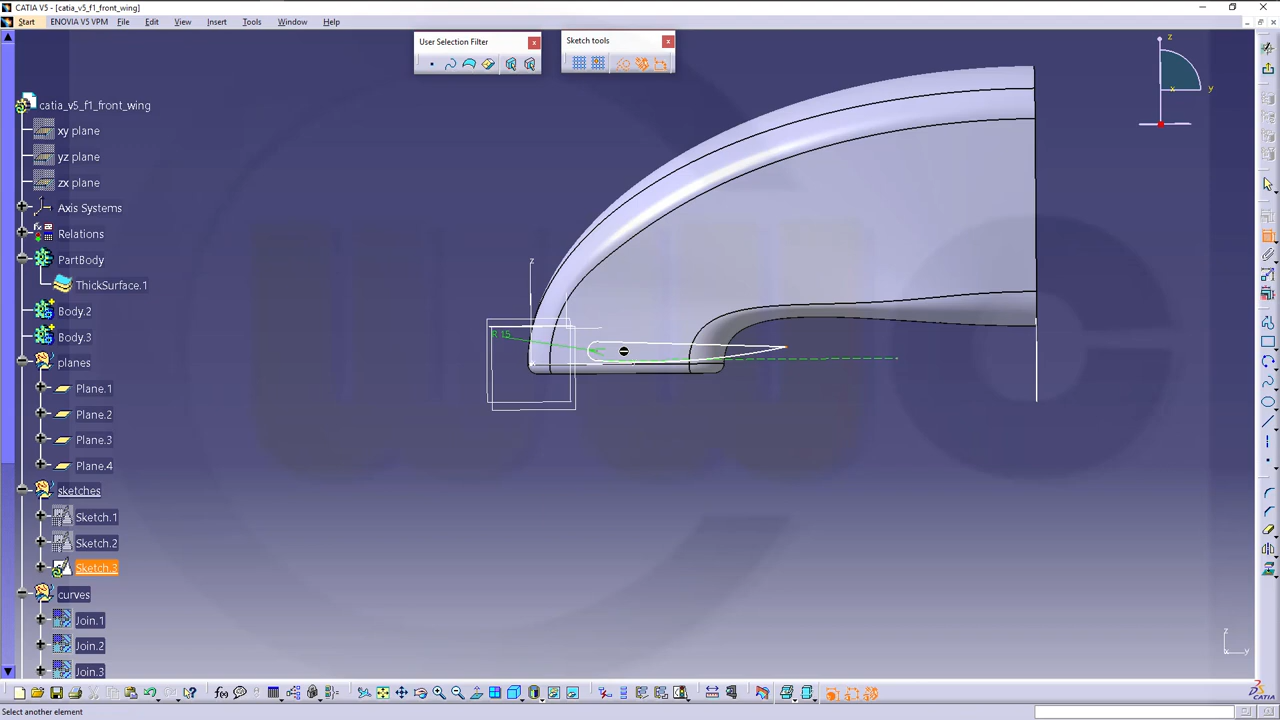 CATIA V5 - [catia_v5_f1_front_wing]
Start ENOVIA V5 VPM File Edit View Insert Tools Window Help
User Selection Filter
Sketch tools
z
x
y
catia_v5_f1_front_wing
xy plane
yz plane
zx plane
Axis Systems
Relations
PartBody
ThickSurface.1
Body.2
Body.3
planes
Plane.1
Plane.2
Plane.3
Plane.4
sketches
Sketch.1
Sketch.2
Sketch.3
curves
Join.1
Join.2
Join.3
z
R 15
z
x
y
f(x)
CATIA
Select another element